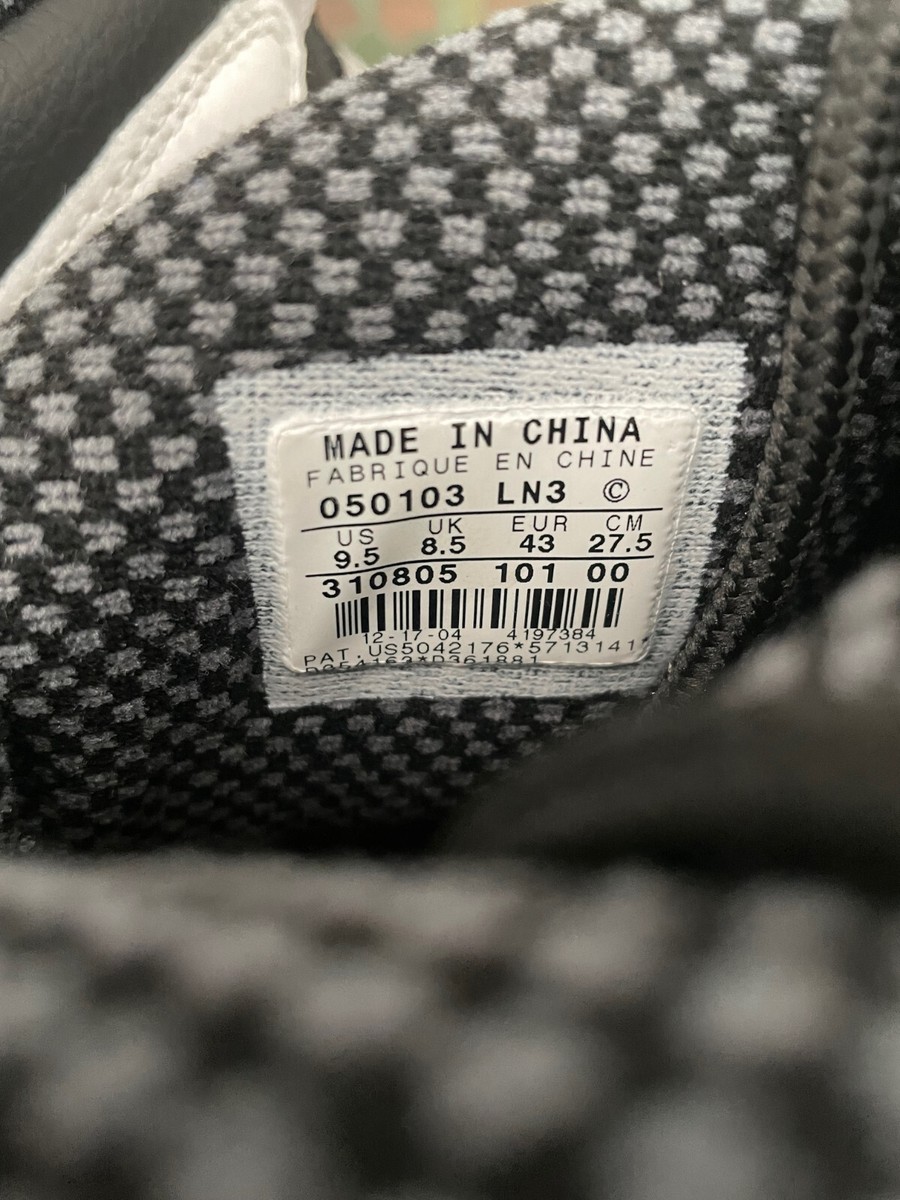 MADE IN CHINA
FABRIQUE EN CHINE
050103 LN3 ©
US UK EUR CM
9.5 8.5 43 27.5
310805 101 00
12-17-04 4197384
PAT.US5042176*5713141*